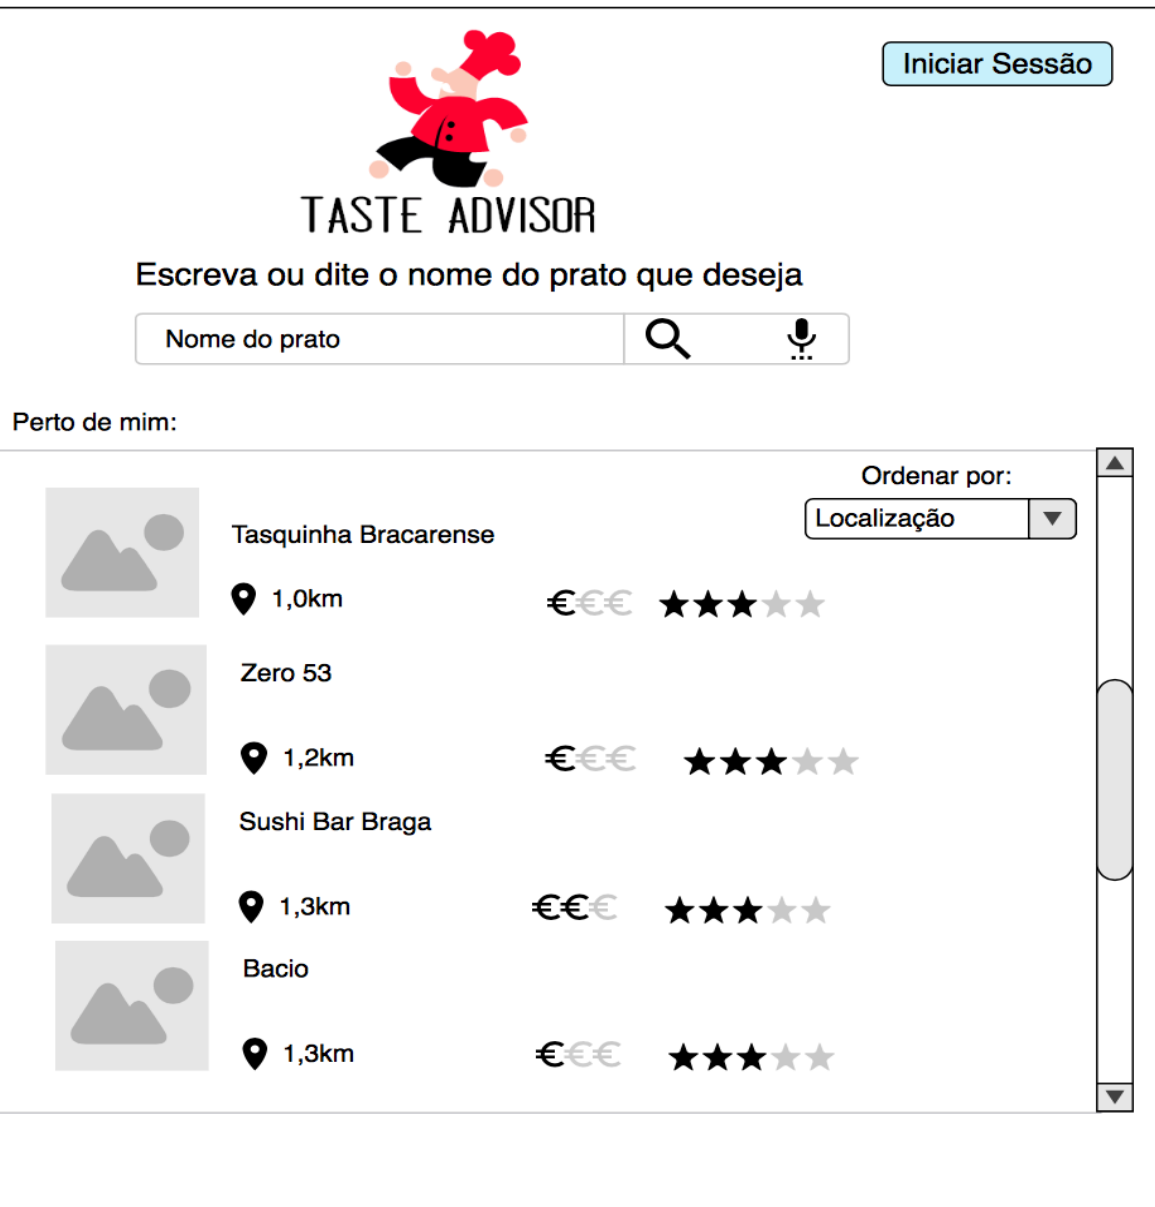 Iniciar Sessão
TASTE ADVISOR
Escreva ou dite o nome do prato que deseja
Nome do prato
Perto de mim:
Ordenar por:
Localização
Tasquinha Bracarense
1,0km €€€
Zero 53
1,2km €€€
Sushi Bar Braga
1,3km €€€
Bacio
1,3km €€€